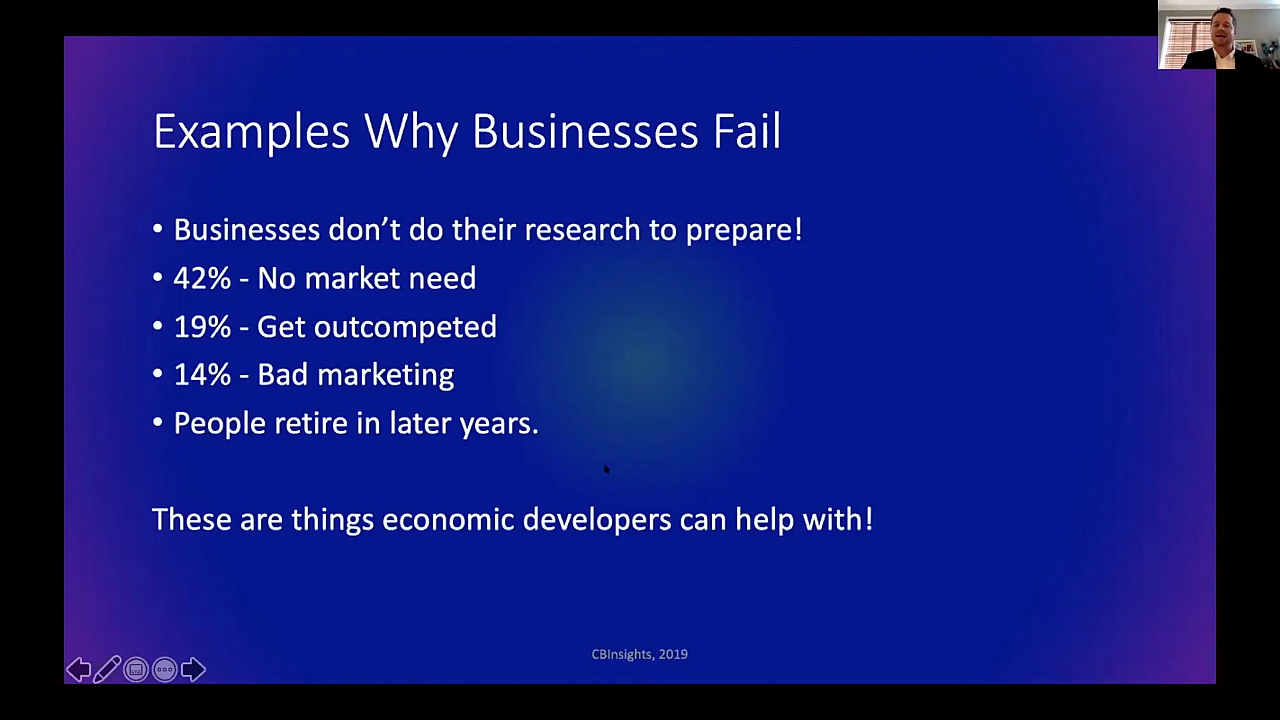 Examples Why Businesses Fail
• Businesses don’t do their research to prepare!
• 42% - No market need
• 19% - Get outcompeted
• 14% - Bad marketing
• People retire in later years.
These are things economic developers can help with!
CBInsights, 2019